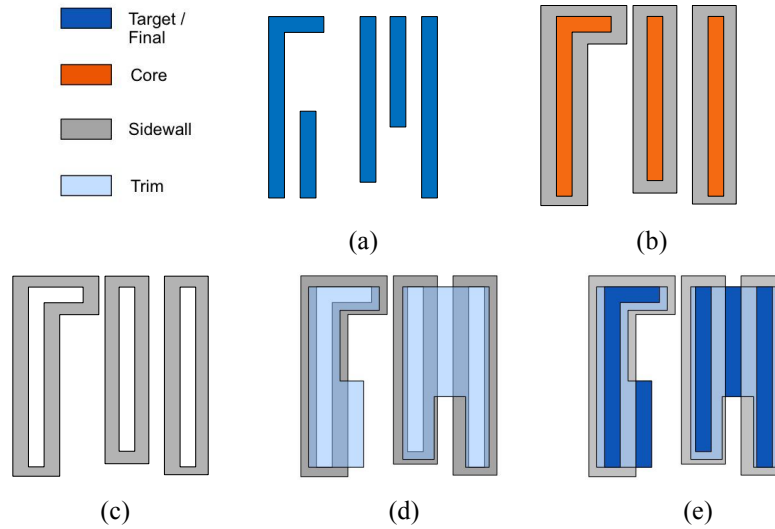 Target /
Final
Core
Sidewall
Trim
(a)
(b)
(c)
(d)
(e)